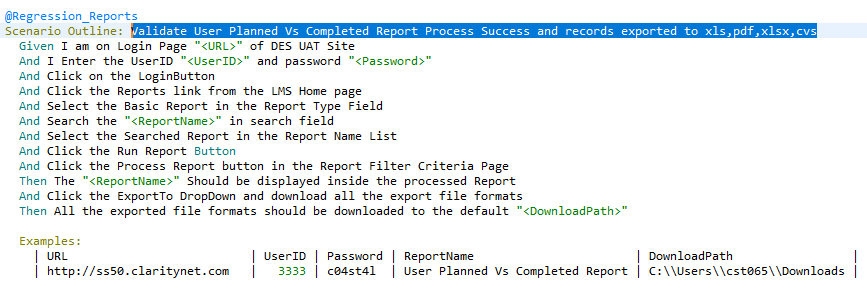 @Regression_Reports
Scenario Outline: Validate User Planned Vs Completed Report Process Success and records exported to xls,pdf,xlsx,cvs
Given I am on Login Page "<URL>" of DES UAT Site
And I Enter the UserID "<UserID>" and password "<Password>"
And Click on the LoginButton
And Click the Reports link from the LMS Home page
And Select the Basic Report in the Report Type Field
And Search the "<ReportName>" in search field
And Select the Searched Report in the Report Name List
And Click the Run Report Button
And Click the Process Report button in the Report Filter Criteria Page
Then The "<ReportName>" Should be displayed inside the processed Report
And Click the ExportTo DropDown and download all the export file formats
Then All the exported file formats should be downloaded to the default "<DownloadPath>"
Examples:
| URL | UserID | Password | ReportName | DownloadPath |
| http://ss50.claritynet.com | 3333 | c04st4l | User Planned Vs Completed Report | C:\\Users\\cst065\\Downloads |